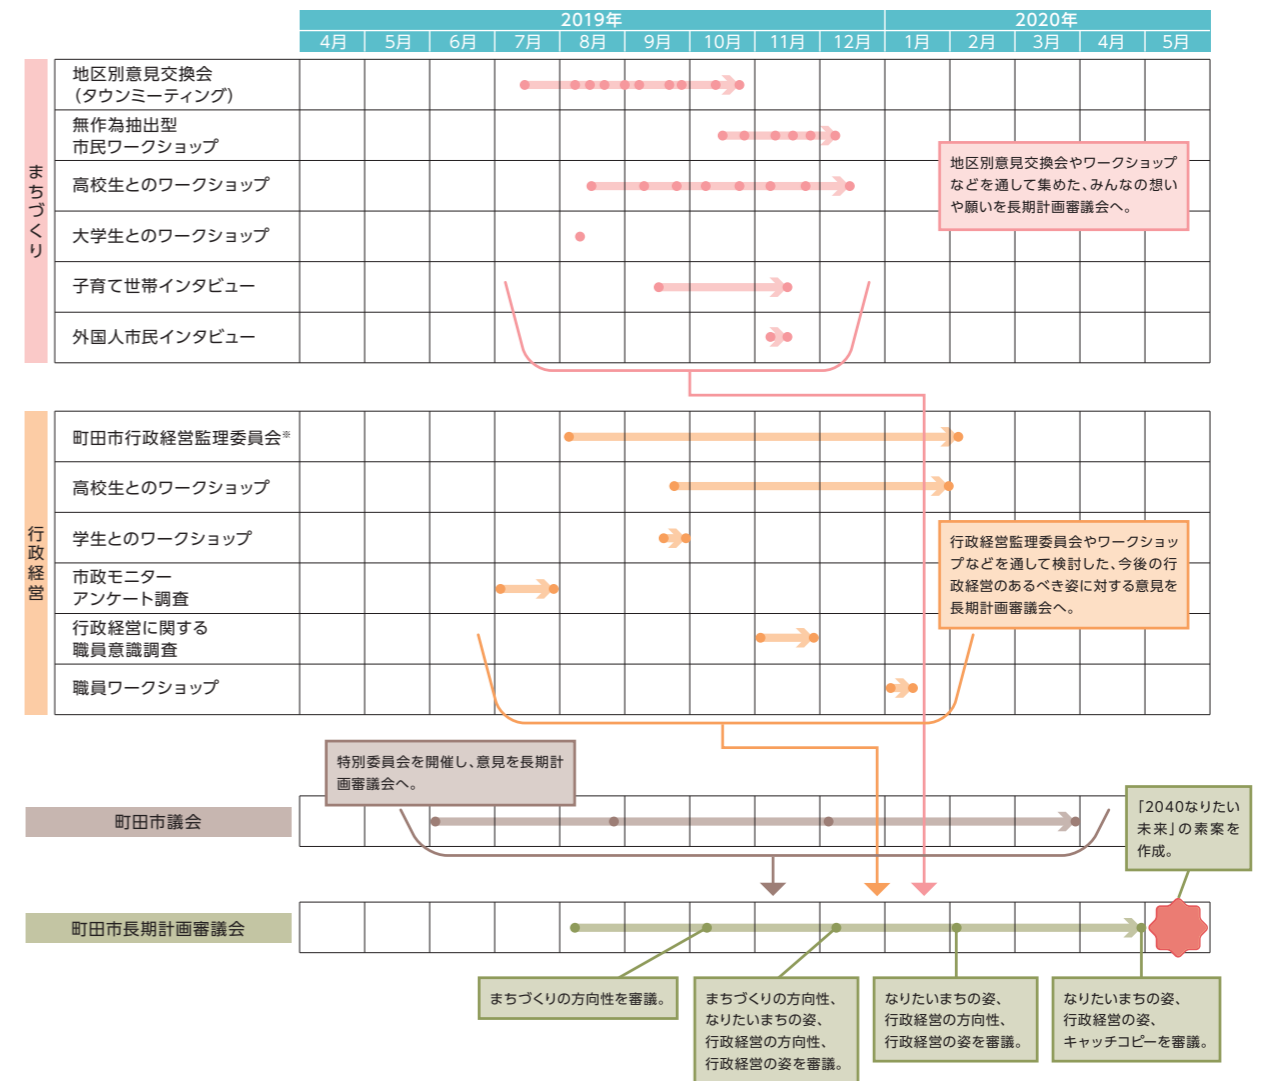 2019年
2020年
4月 5月 6月 7月 8月 9月 10月 11月 12月 1月 2月 3月 4月 5月
まちづくり
地区別意見交換会
（タウンミーティング）
無作為抽出型
市民ワークショップ
高校生とのワークショップ
大学生とのワークショップ
子育て世帯インタビュー
外国人市民インタビュー
地区別意見交換会やワークショップ
などを通して集めた、みんなの想い
や願いを長期計画審議会へ。
行政経営
町田市行政経営監理委員会※
高校生とのワークショップ
学生とのワークショップ
市政モニター
アンケート調査
行政経営に関する
職員意識調査
職員ワークショップ
行政経営監理委員会やワークショッ
プなどを通して検討した、今後の行
政経営のあるべき姿に対する意見を
長期計画審議会へ。
特別委員会を開催し、意見を長期計
画審議会へ。
町田市議会
「2040なりたい
未来」の素案を
作成。
町田市長期計画審議会
まちづくりの方向性を審議。
まちづくりの方向性、
なりたいまちの姿、
行政経営の方向性、
行政経営の姿を審議。
なりたいまちの姿、
行政経営の方向性、
行政経営の姿を審議。
なりたいまちの姿、
行政経営の姿、
キャッチコピーを審議。